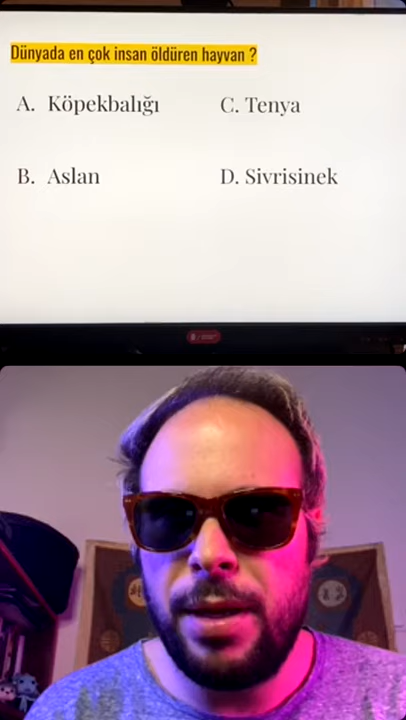 Dünyada en çok insan öldüren hayvan ?
A. Köpekbalığı
C. Tenya
B. Aslan
D. Sivrisinek